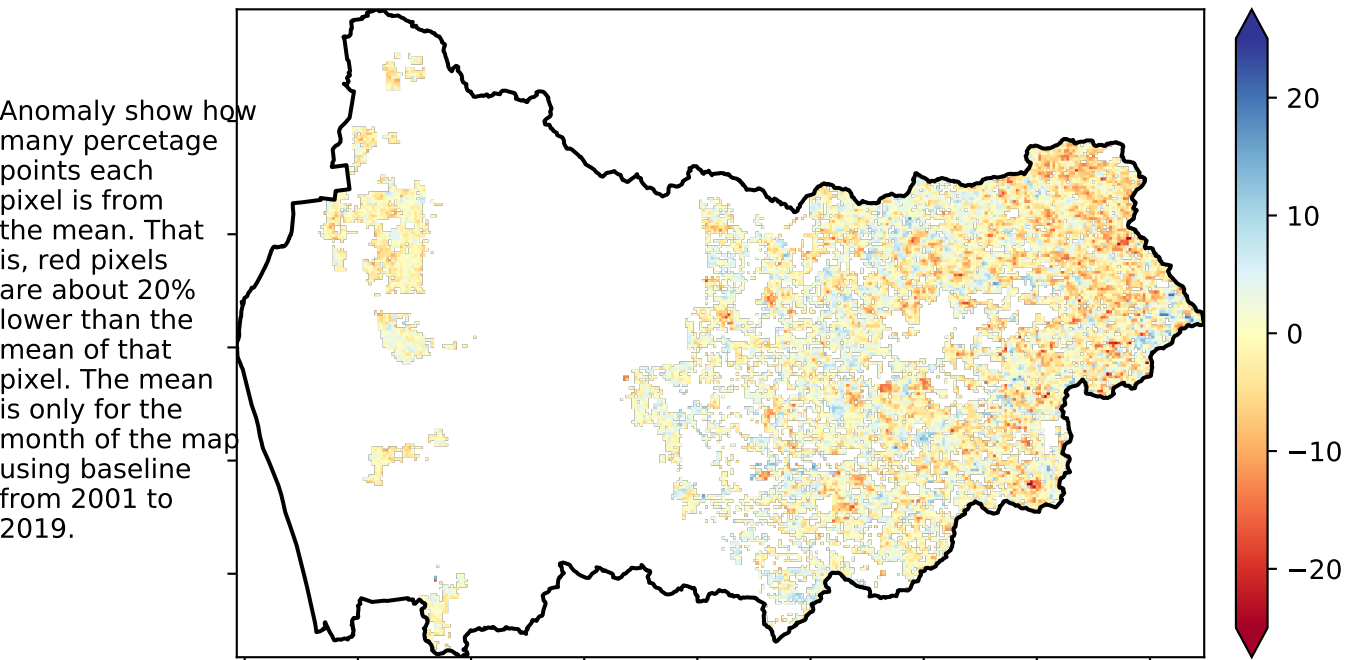 Anomaly show how
many percetage
points each
pixel is from
the mean. That
is, red pixels
are about 20%
lower than the
mean of that
pixel. The mean
is only for the
month of the map
using baseline
from 2001 to
2019.
20
10
0
−10
−20